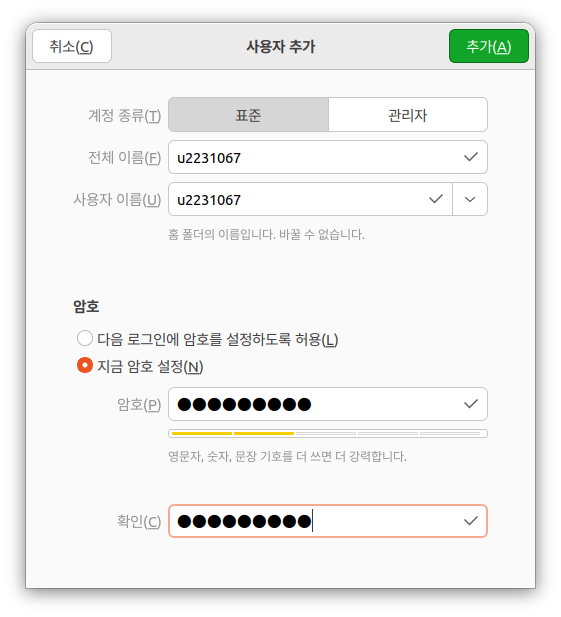 취소(C) 사용자 추가 추가(A)
계정 종류(T) 표준 관리자
전체 이름(F) u2231067
사용자 이름(U) u2231067
홈 폴더의 이름입니다. 바꿀 수 없습니다.
암호
다음 로그인에 암호를 설정하도록 허용(L)
지금 암호 설정(N)
암호(P) ●●●●●●●●●
영문자, 숫자, 문장 기호를 더 쓰면 더 강력합니다.
확인(C) ●●●●●●●●●